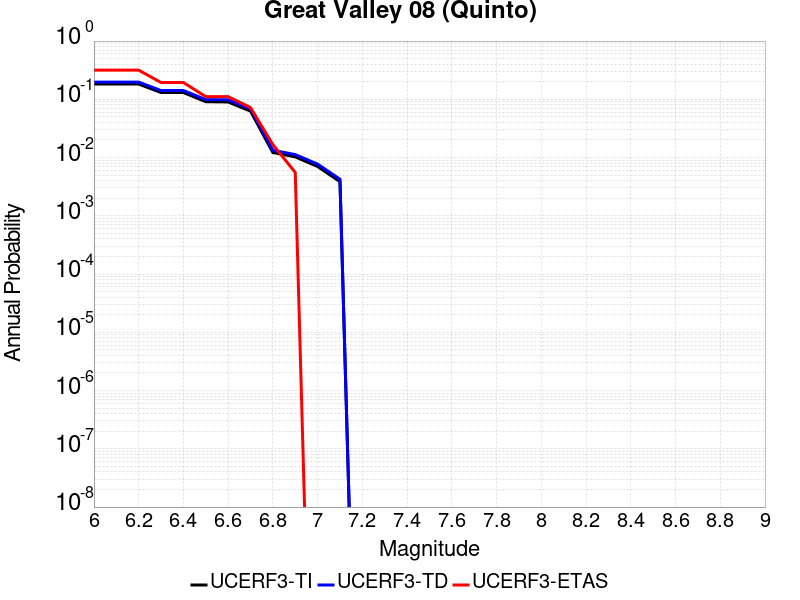 Great Valley 08 (Quinto)
Annual Probability
10^0
10^-1
10^-2
10^-3
10^-4
10^-5
10^-6
10^-7
10^-8
6 6.2 6.4 6.6 6.8 7 7.2 7.4 7.6 7.8 8 8.2 8.4 8.6 8.8 9
Magnitude
UCERF3-TI UCERF3-TD UCERF3-ETAS